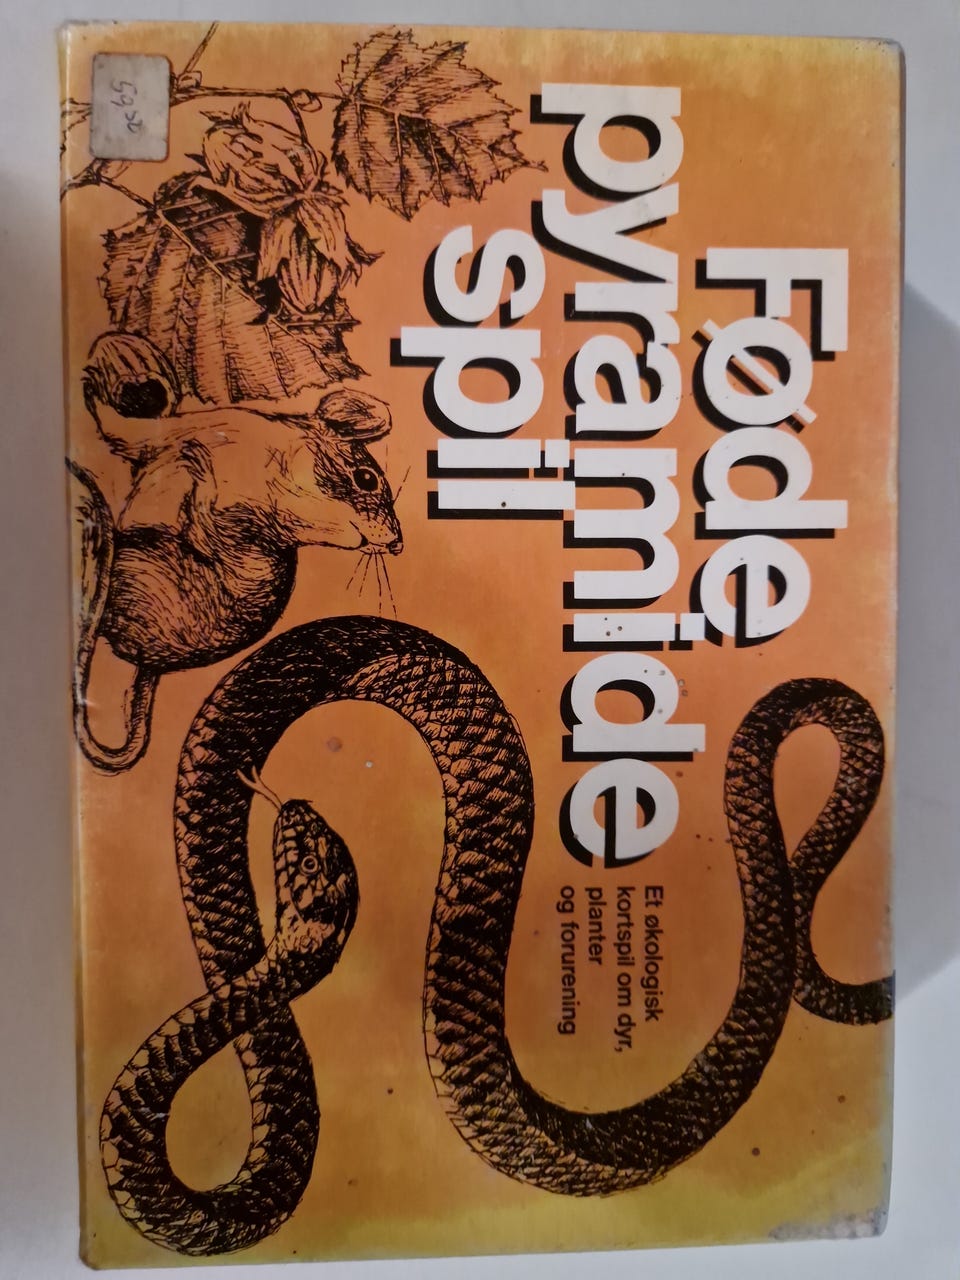 Føde
pyramide
spil
Et økologisk
kortspil om dyr,
planter
og forurening